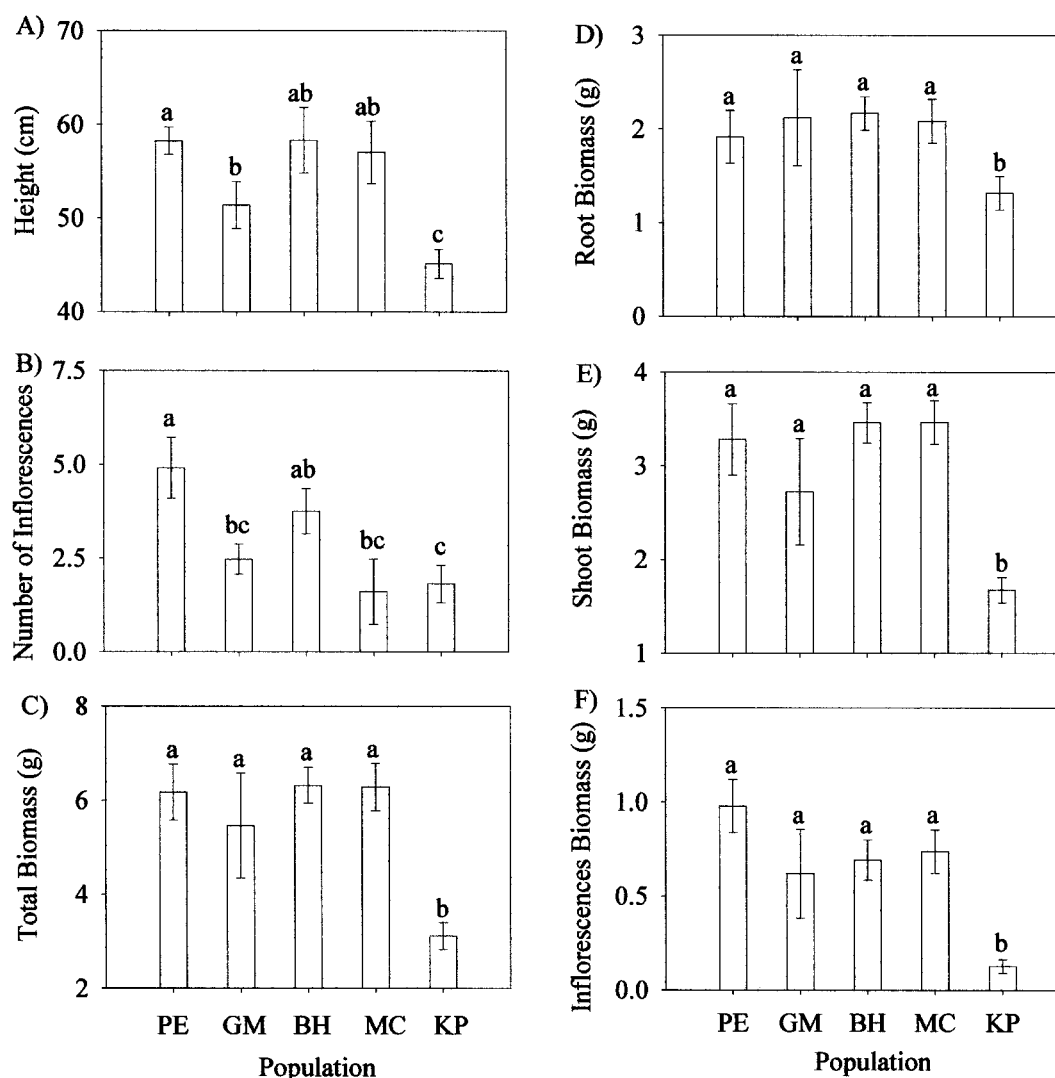 A)
Height (cm)
70
60
50
40
a
b
ab
ab
c
B)
Number of Inflorescences
7.5
5.0
2.5
0.0
a
bc
ab
bc
c
C)
Total Biomass (g)
8
6
4
2
a
a
a
a
b
PE GM BH MC KP
Population
D)
Root Biomass (g)
3
2
1
0
a
a
a
a
b
E)
Shoot Biomass (g)
4
3
2
1
a
a
a
a
b
F)
Inflorescences Biomass (g)
1.5
1.0
0.5
0.0
a
a
a
a
b
PE GM BH MC KP
Population